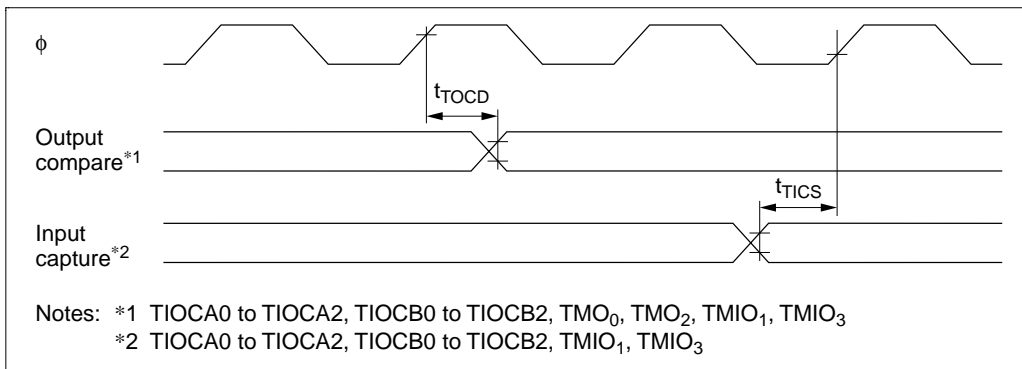 ϕ
tTOCD
Output
compare*1
tTICS
Input
capture*2
Notes: *1 TIOCA0 to TIOCA2, TIOCB0 to TIOCB2, TMO0, TMO2, TMIO1, TMIO3
*2 TIOCA0 to TIOCA2, TIOCB0 to TIOCB2, TMIO1, TMIO3